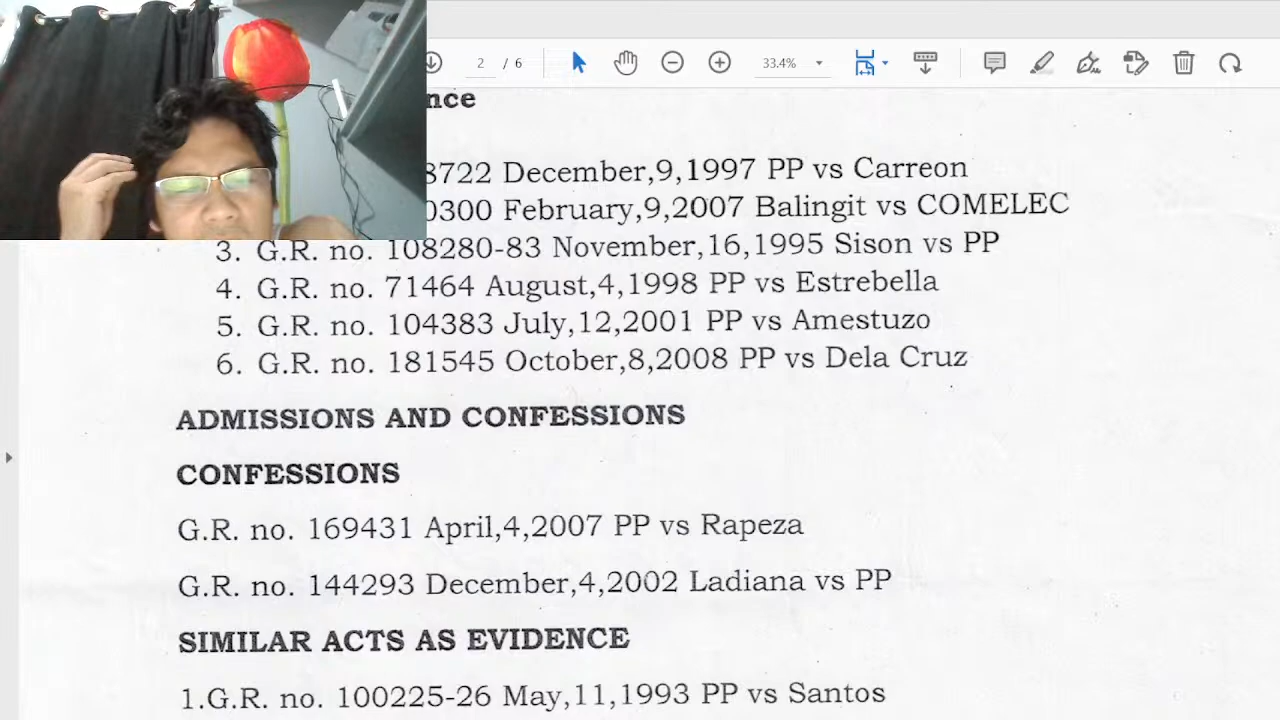 2 / 6 33.4%
nce
8722 December,9,1997 PP vs Carreon
0300 February,9,2007 Balingit vs COMELEC
3. G.R. no. 108280-83 November,16,1995 Sison vs PP
4. G.R. no. 71464 August,4,1998 PP vs Estrebella
5. G.R. no. 104383 July,12,2001 PP vs Amestuzo
6. G.R. no. 181545 October,8,2008 PP vs Dela Cruz
ADMISSIONS AND CONFESSIONS
CONFESSIONS
G.R. no. 169431 April,4,2007 PP vs Rapeza
G.R. no. 144293 December,4,2002 Ladiana vs PP
SIMILAR ACTS AS EVIDENCE
1.G.R. no. 100225-26 May,11,1993 PP vs Santos